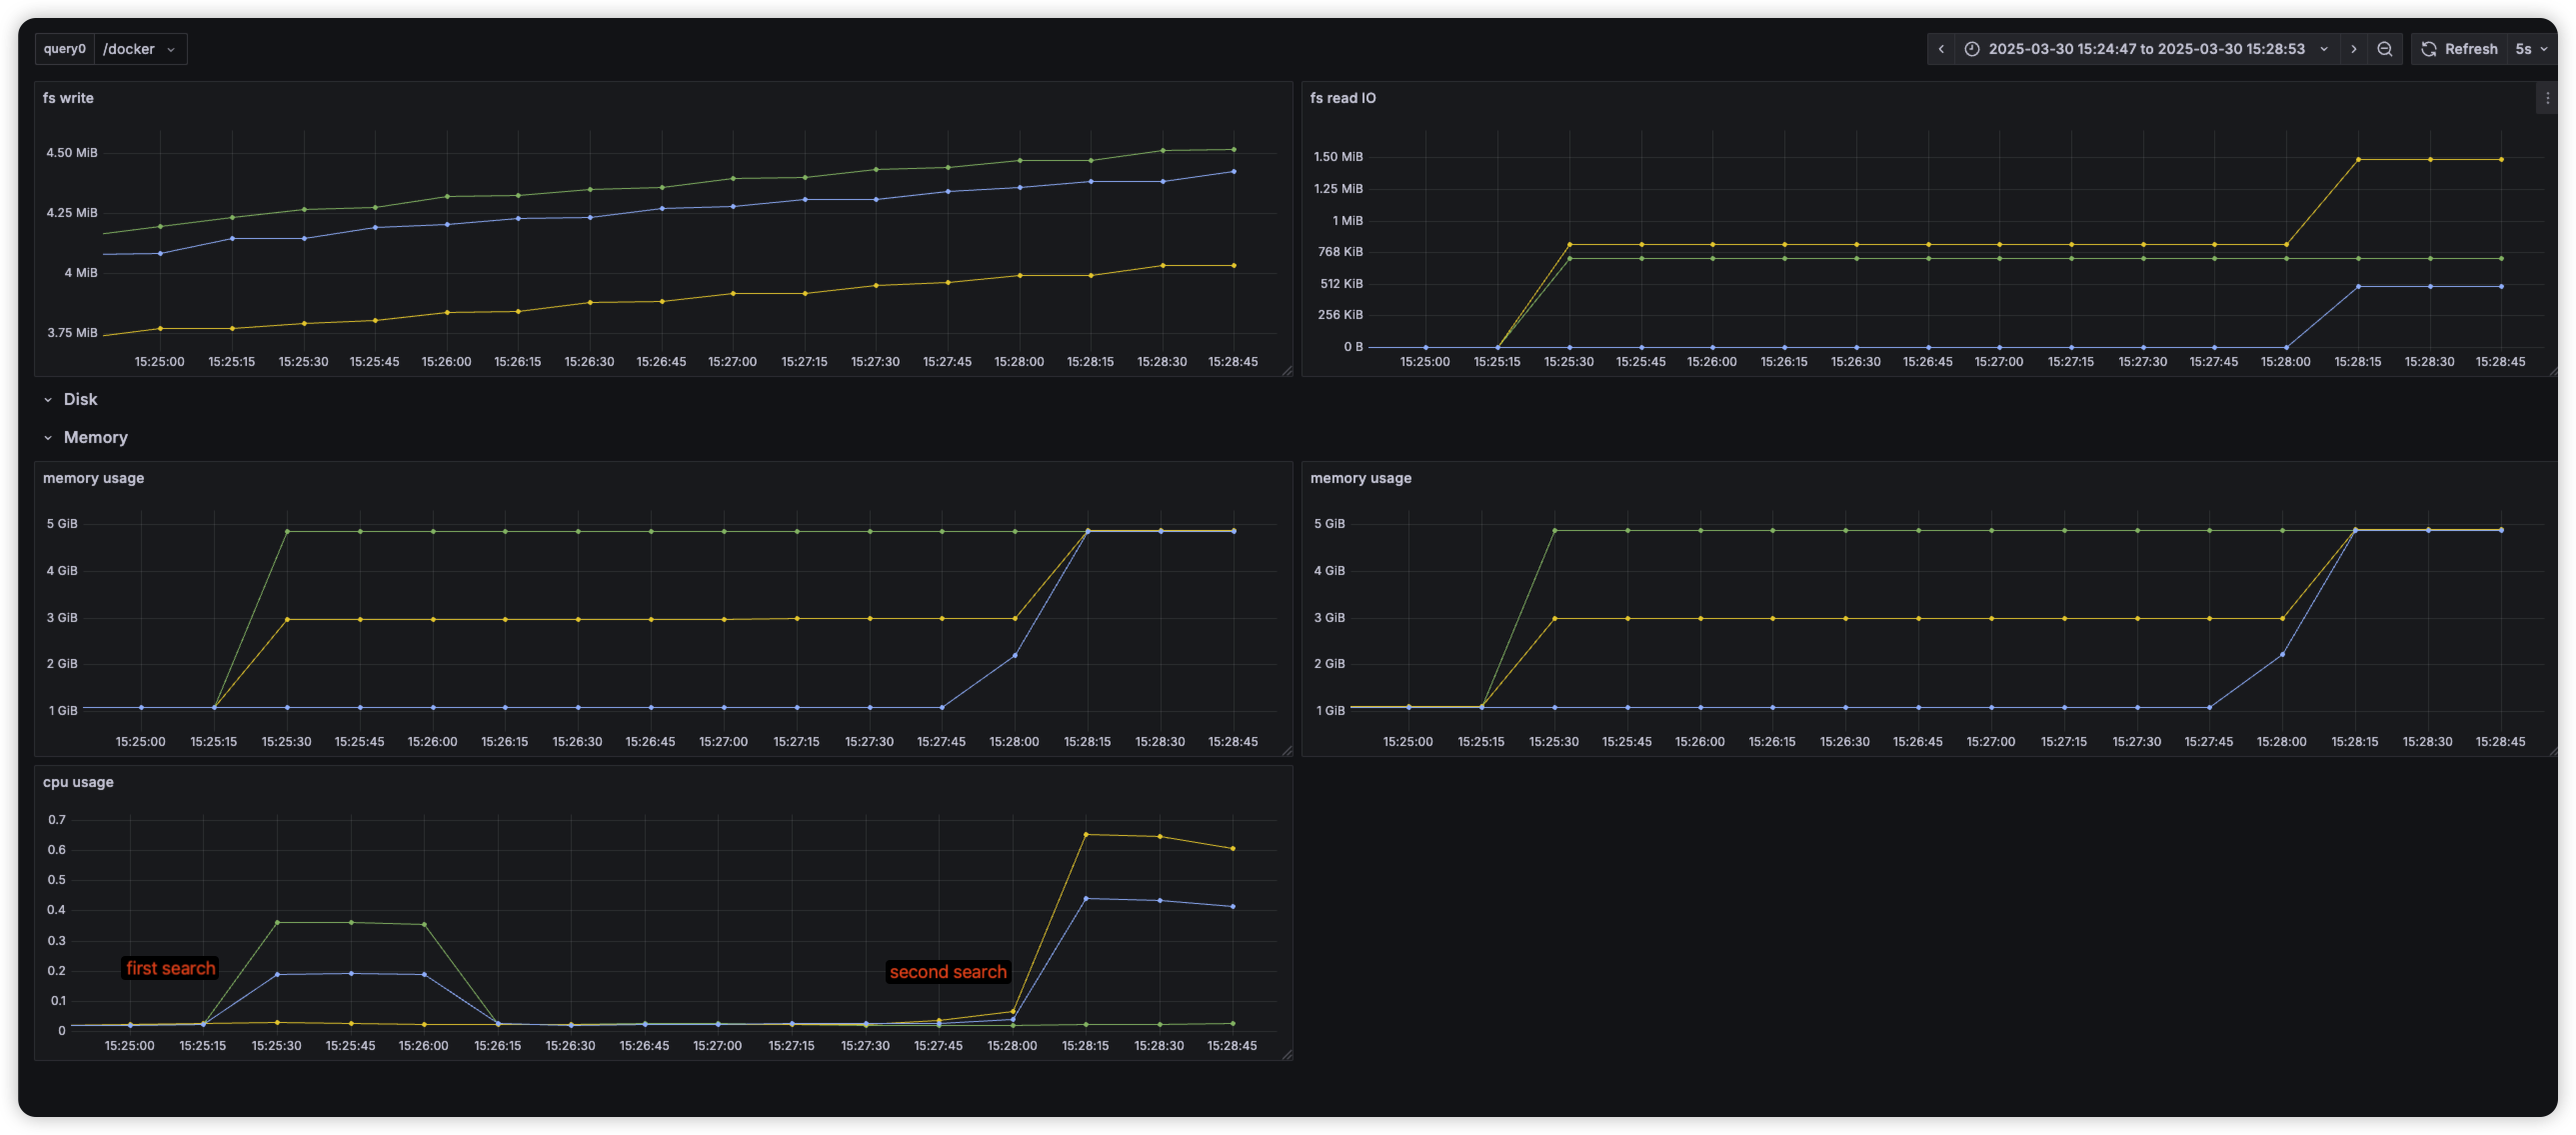 query0 /docker 2025-03-30 15:24:47 to 2025-03-30 15:28:53 Refresh 5s
fs write
4.50 MiB
4.25 MiB
4 MiB
3.75 MiB
15:25:00 15:25:15 15:25:30 15:25:45 15:26:00 15:26:15 15:26:30 15:26:45 15:27:00 15:27:15 15:27:30 15:27:45 15:28:00 15:28:15 15:28:30 15:28:45
fs read IO
1.50 MiB
1.25 MiB
1 MiB
768 KiB
512 KiB
256 KiB
0 B
15:25:00 15:25:15 15:25:30 15:25:45 15:26:00 15:26:15 15:26:30 15:26:45 15:27:00 15:27:15 15:27:30 15:27:45 15:28:00 15:28:15 15:28:30 15:28:45
Disk
Memory
memory usage
5 GiB
4 GiB
3 GiB
2 GiB
1 GiB
15:25:00 15:25:15 15:25:30 15:25:45 15:26:00 15:26:15 15:26:30 15:26:45 15:27:00 15:27:15 15:27:30 15:27:45 15:28:00 15:28:15 15:28:30 15:28:45
memory usage
5 GiB
4 GiB
3 GiB
2 GiB
1 GiB
15:25:00 15:25:15 15:25:30 15:25:45 15:26:00 15:26:15 15:26:30 15:26:45 15:27:00 15:27:15 15:27:30 15:27:45 15:28:00 15:28:15 15:28:30 15:28:45
cpu usage
0.7
0.6
0.5
0.4
0.3
0.2
0.1
0
first search
second search
15:25:00 15:25:15 15:25:30 15:25:45 15:26:00 15:26:15 15:26:30 15:26:45 15:27:00 15:27:15 15:27:30 15:27:45 15:28:00 15:28:15 15:28:30 15:28:45